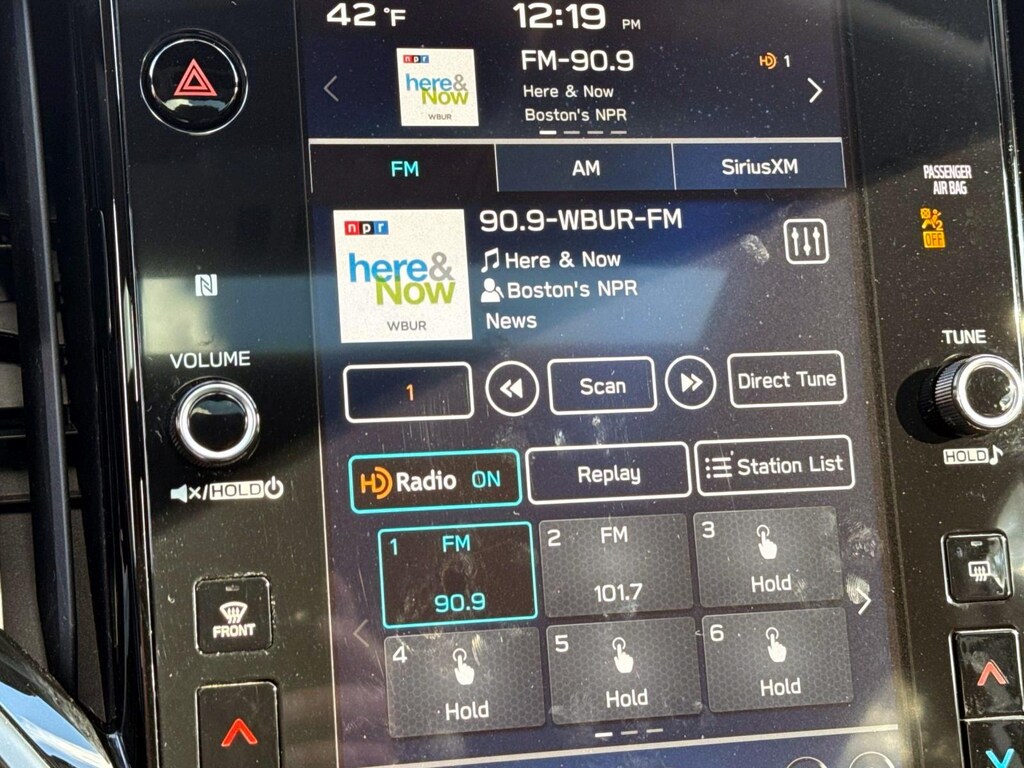 42 °F
12:19 PM
npr
here&
Now
WBUR
FM-90.9
HD 1
Here & Now
Boston's NPR
FM
AM
SiriusXM
PASSENGER
AIR BAG
2
OFF
npr
here&
Now
WBUR
90.9-WBUR-FM
Here & Now
Boston's NPR
News
VOLUME
TUNE
1
Scan
Direct Tune
HOLD
/HOLD
HD Radio ON
Replay
Station List
1 FM
90.9
2 FM
101.7
3
Hold
FRONT
4
Hold
5
Hold
6
Hold